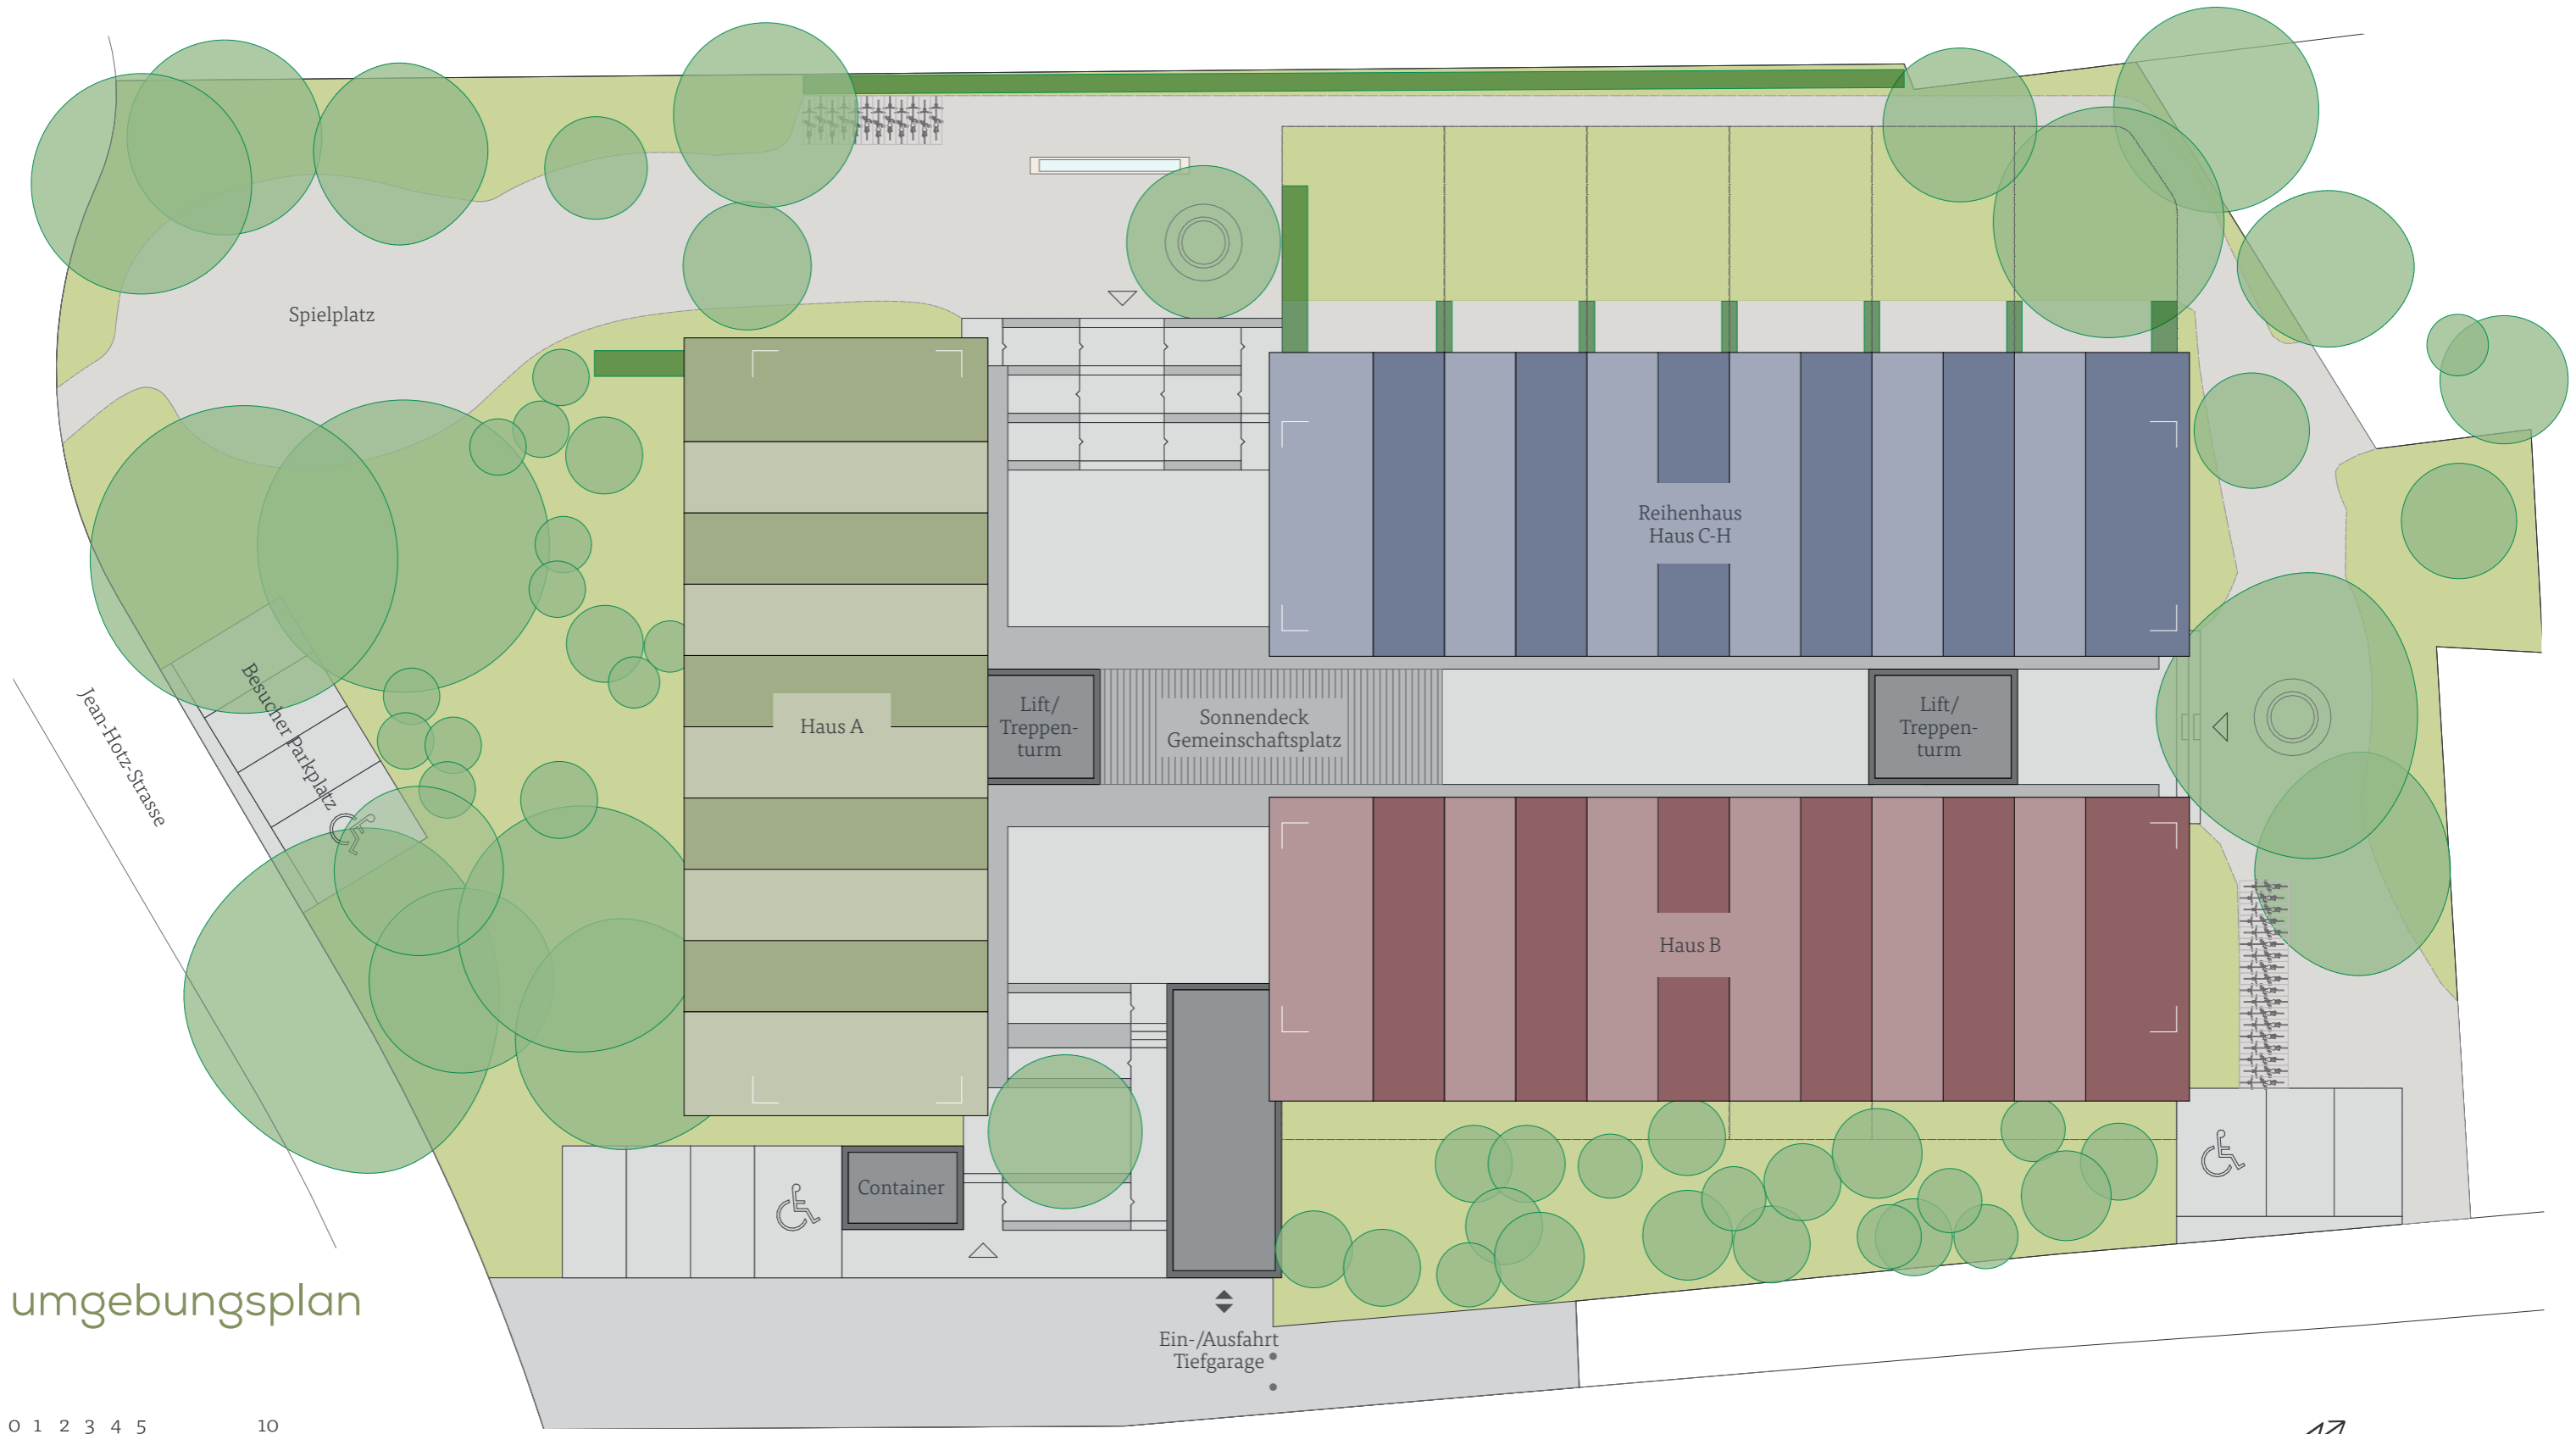 Spielplatz
Reihenhaus
Haus C-H
Besucher Parkplatz
Jean-Hotz-Strasse
Haus A
Lift/
Treppen-
turm
Sonnendeck
Gemeinschaftsplatz
Lift/
Treppen-
turm
Haus B
Container
umgebungsplan
Ein-/Ausfahrt
Tiefgarage
0 1 2 3 4 5 10